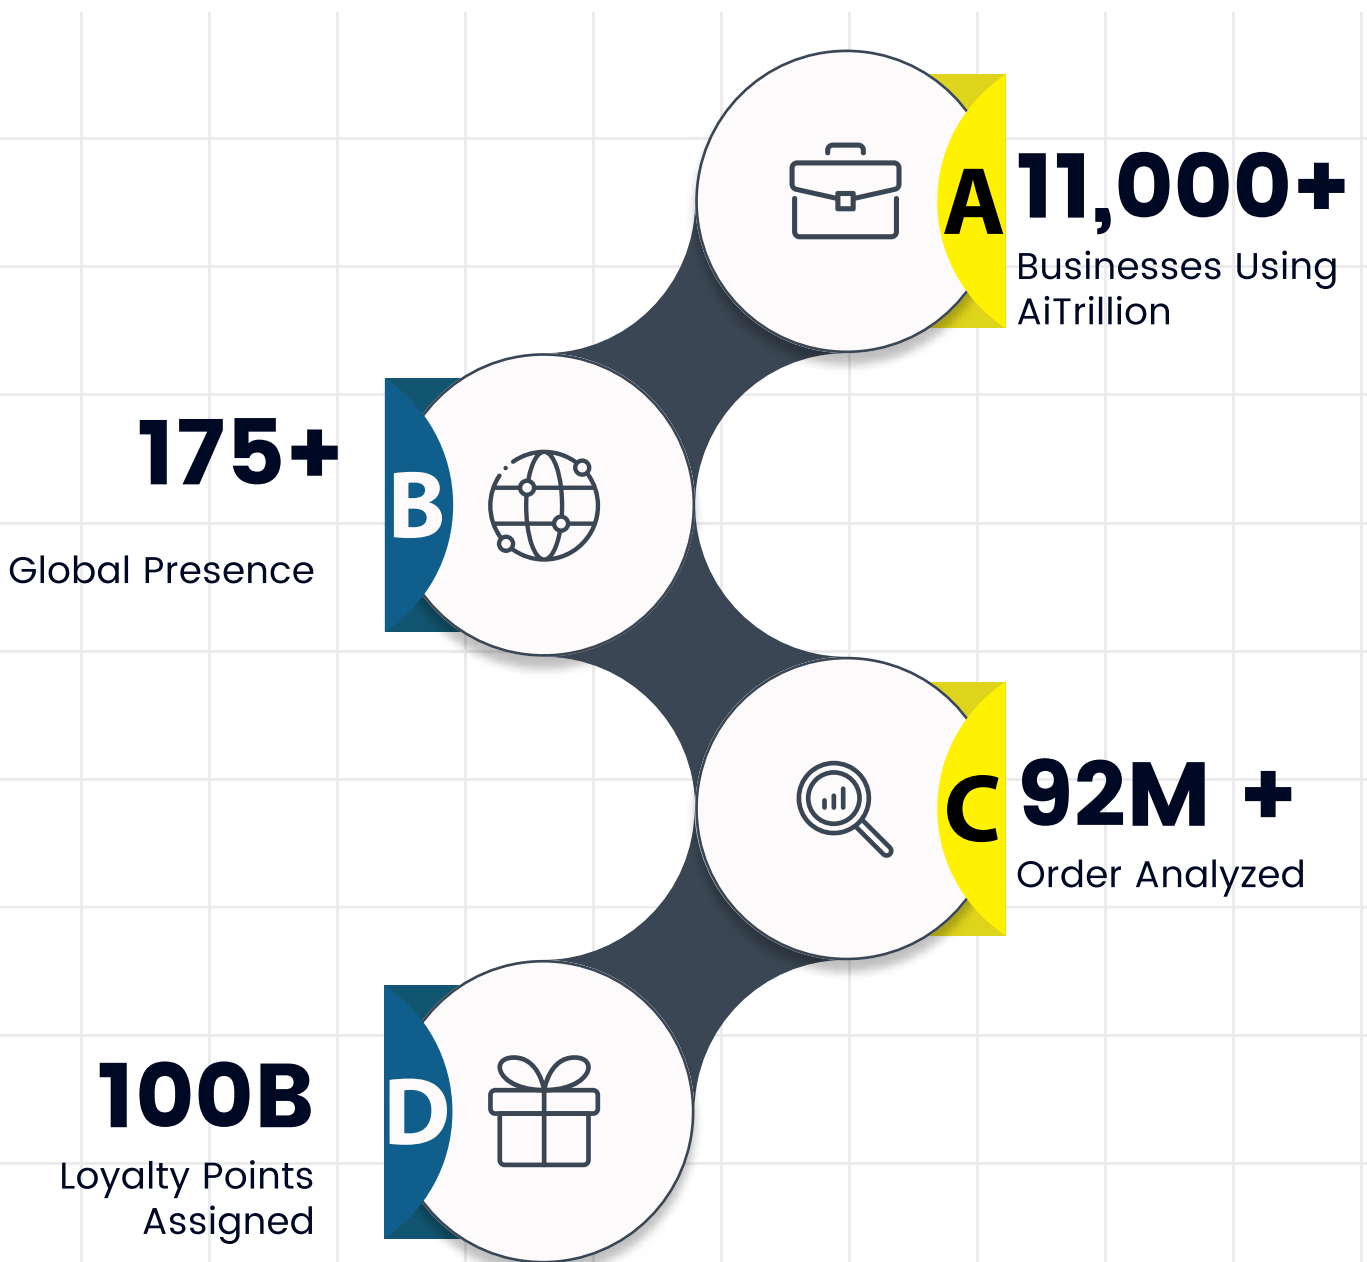 A
11,000+
Businesses Using
AiTrillion
175+
B
Global Presence
C
92M +
Order Analyzed
100B
D
Loyalty Points
Assigned